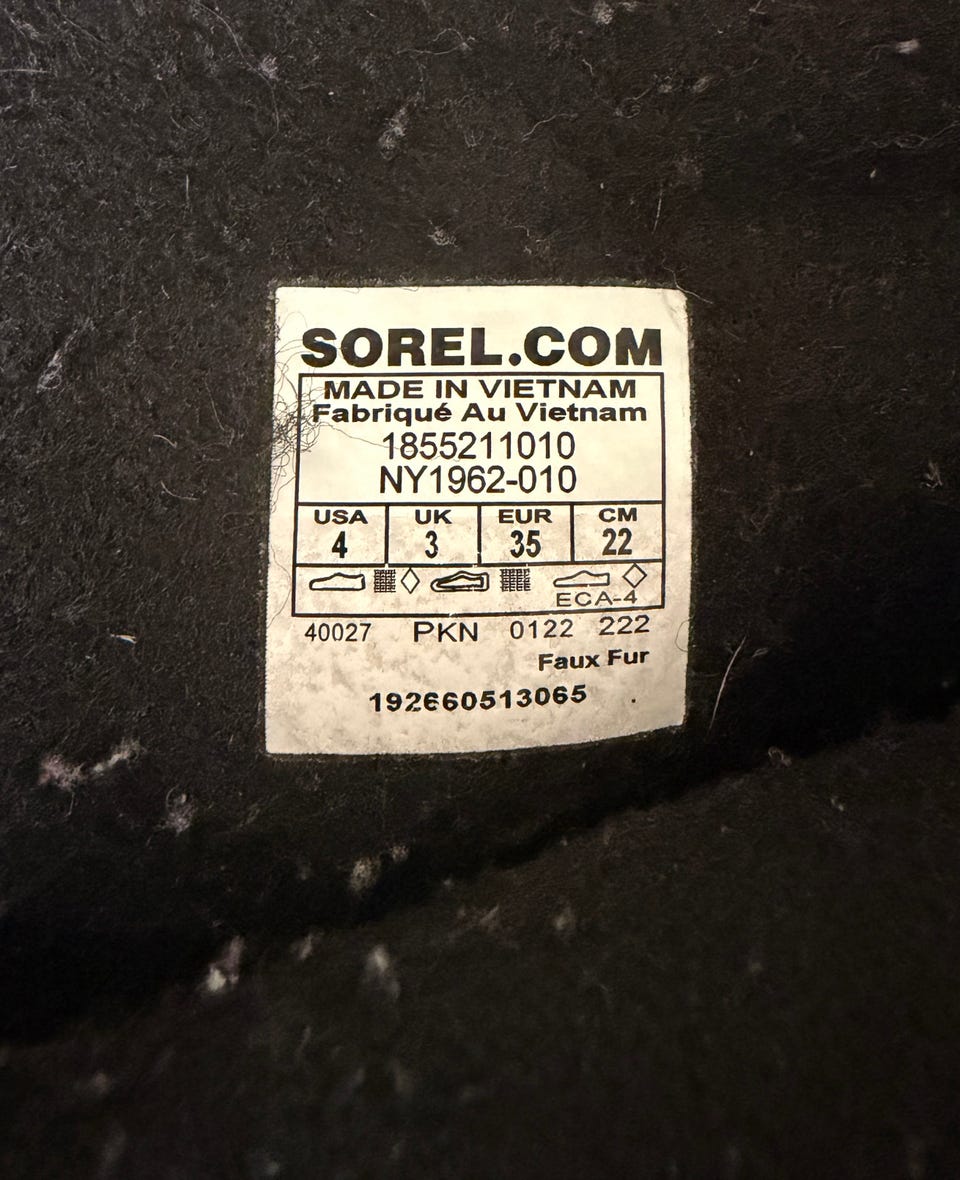 SOREL.COM
MADE IN VIETNAM
Fabriqué Au Vietnam
1855211010
NY1962-010
USA UK EUR CM
4 3 35 22
ECA-4
40027 PKN 0122 222
Faux Fur
192660513065 .